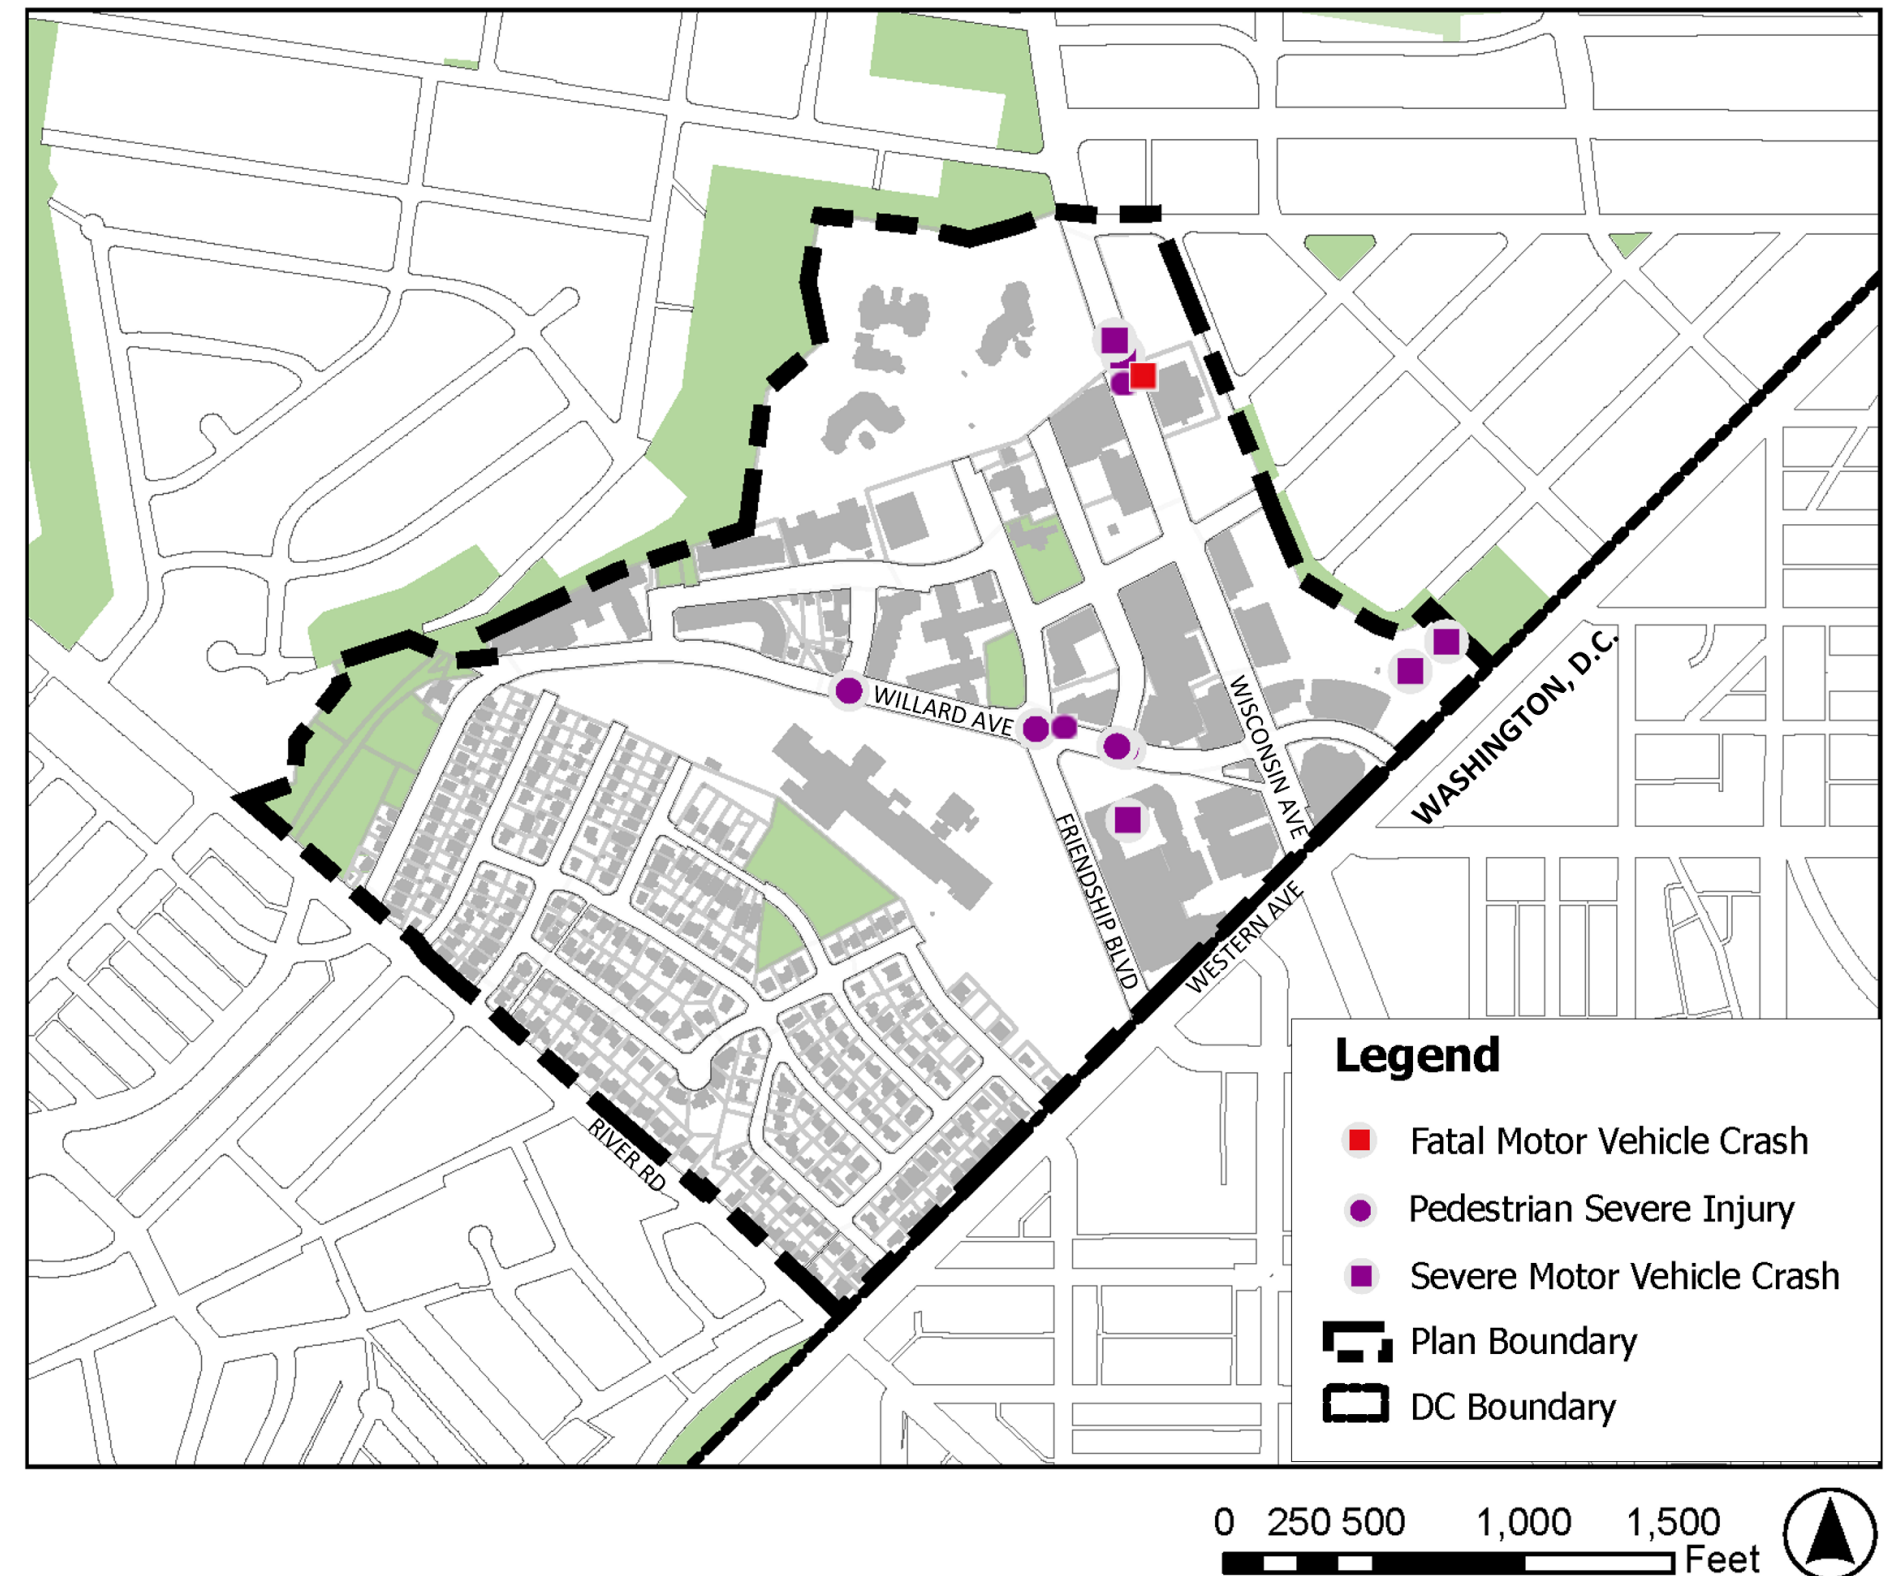 WILLARD AVE
WISCONSIN AVE
WASHINGTON, D.C.
FRIENDSHIP BLVD
WESTERN AVE
RIVER RD
Legend
Fatal Motor Vehicle Crash
Pedestrian Severe Injury
Severe Motor Vehicle Crash
Plan Boundary
DC Boundary
0 250 500 1,000 1,500
Feet